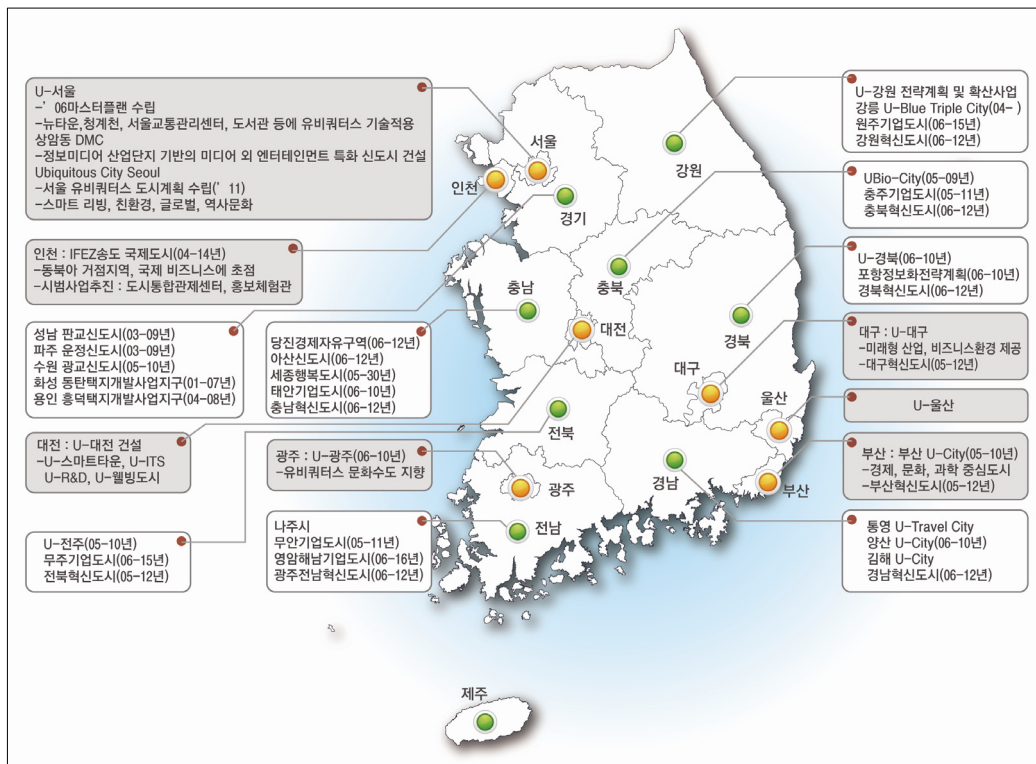 U-서울
-’06마스터플랜 수립
-뉴타운,청계천, 서울교통관리센터, 도서관 등에 유비쿼터스 기술적용
상암동 DMC
-정보미디어 산업단지 기반의 미디어 외 엔터테인먼트 특화 신도시 건설
Ubiquitous City Seoul
-서울 유비쿼터스 도시계획 수립(’11)
-스마트 리빙, 친환경, 글로벌, 역사문화
인천 : IFEZ송도 국제도시(04-14년)
-동북아 거점지역, 국제 비즈니스에 초점
-시범사업추진 : 도시통합관제센터, 홍보체험관
성남 판교신도시(03-09년)
파주 운정신도시(03-09년)
수원 광교신도시(05-10년)
화성 동탄택지개발사업지구(01-07년)
용인 흥덕택지개발사업지구(04-08년)
당진경제자유구역(06-12년)
아산신도시(06-12년)
세종행복도시(05-30년)
태안기업도시(06-10년)
충남혁신도시(06-12년)
대전 : U-대전 건설
-U-스마트타운, U-ITS
U-R&D, U-웰빙도시
광주 : U-광주(06-10년)
-유비쿼터스 문화수도 지향
U-전주(05-10년)
무주기업도시(06-15년)
전북혁신도시(05-12년)
나주시
무안기업도시(05-11년)
영암해남기업도시(06-16년)
광주전남혁신도시(06-12년)
서울
인천
경기
강원
충남
충북
대전
경북
대구
울산
전북
광주
경남
부산
전남
제주
U-강원 전략계획 및 확산사업
강릉 U-Blue Triple City(04- )
원주기업도시(06-15년)
강원혁신도시(06-12년)
UBio-City(05-09년)
충주기업도시(05-11년)
충북혁신도시(06-12년)
U-경북(06-10년)
포항정보화전략계획(06-10년)
경북혁신도시(06-12년)
대구 : U-대구
-미래형 산업, 비즈니스환경 제공
-대구혁신도시(05-12년)
U-울산
부산 : 부산 U-City(05-10년)
-경제, 문화, 과학 중심도시
-부산혁신도시(05-12년)
통영 U-Travel City
양산 U-City(06-10년)
김해 U-City
경남혁신도시(06-12년)